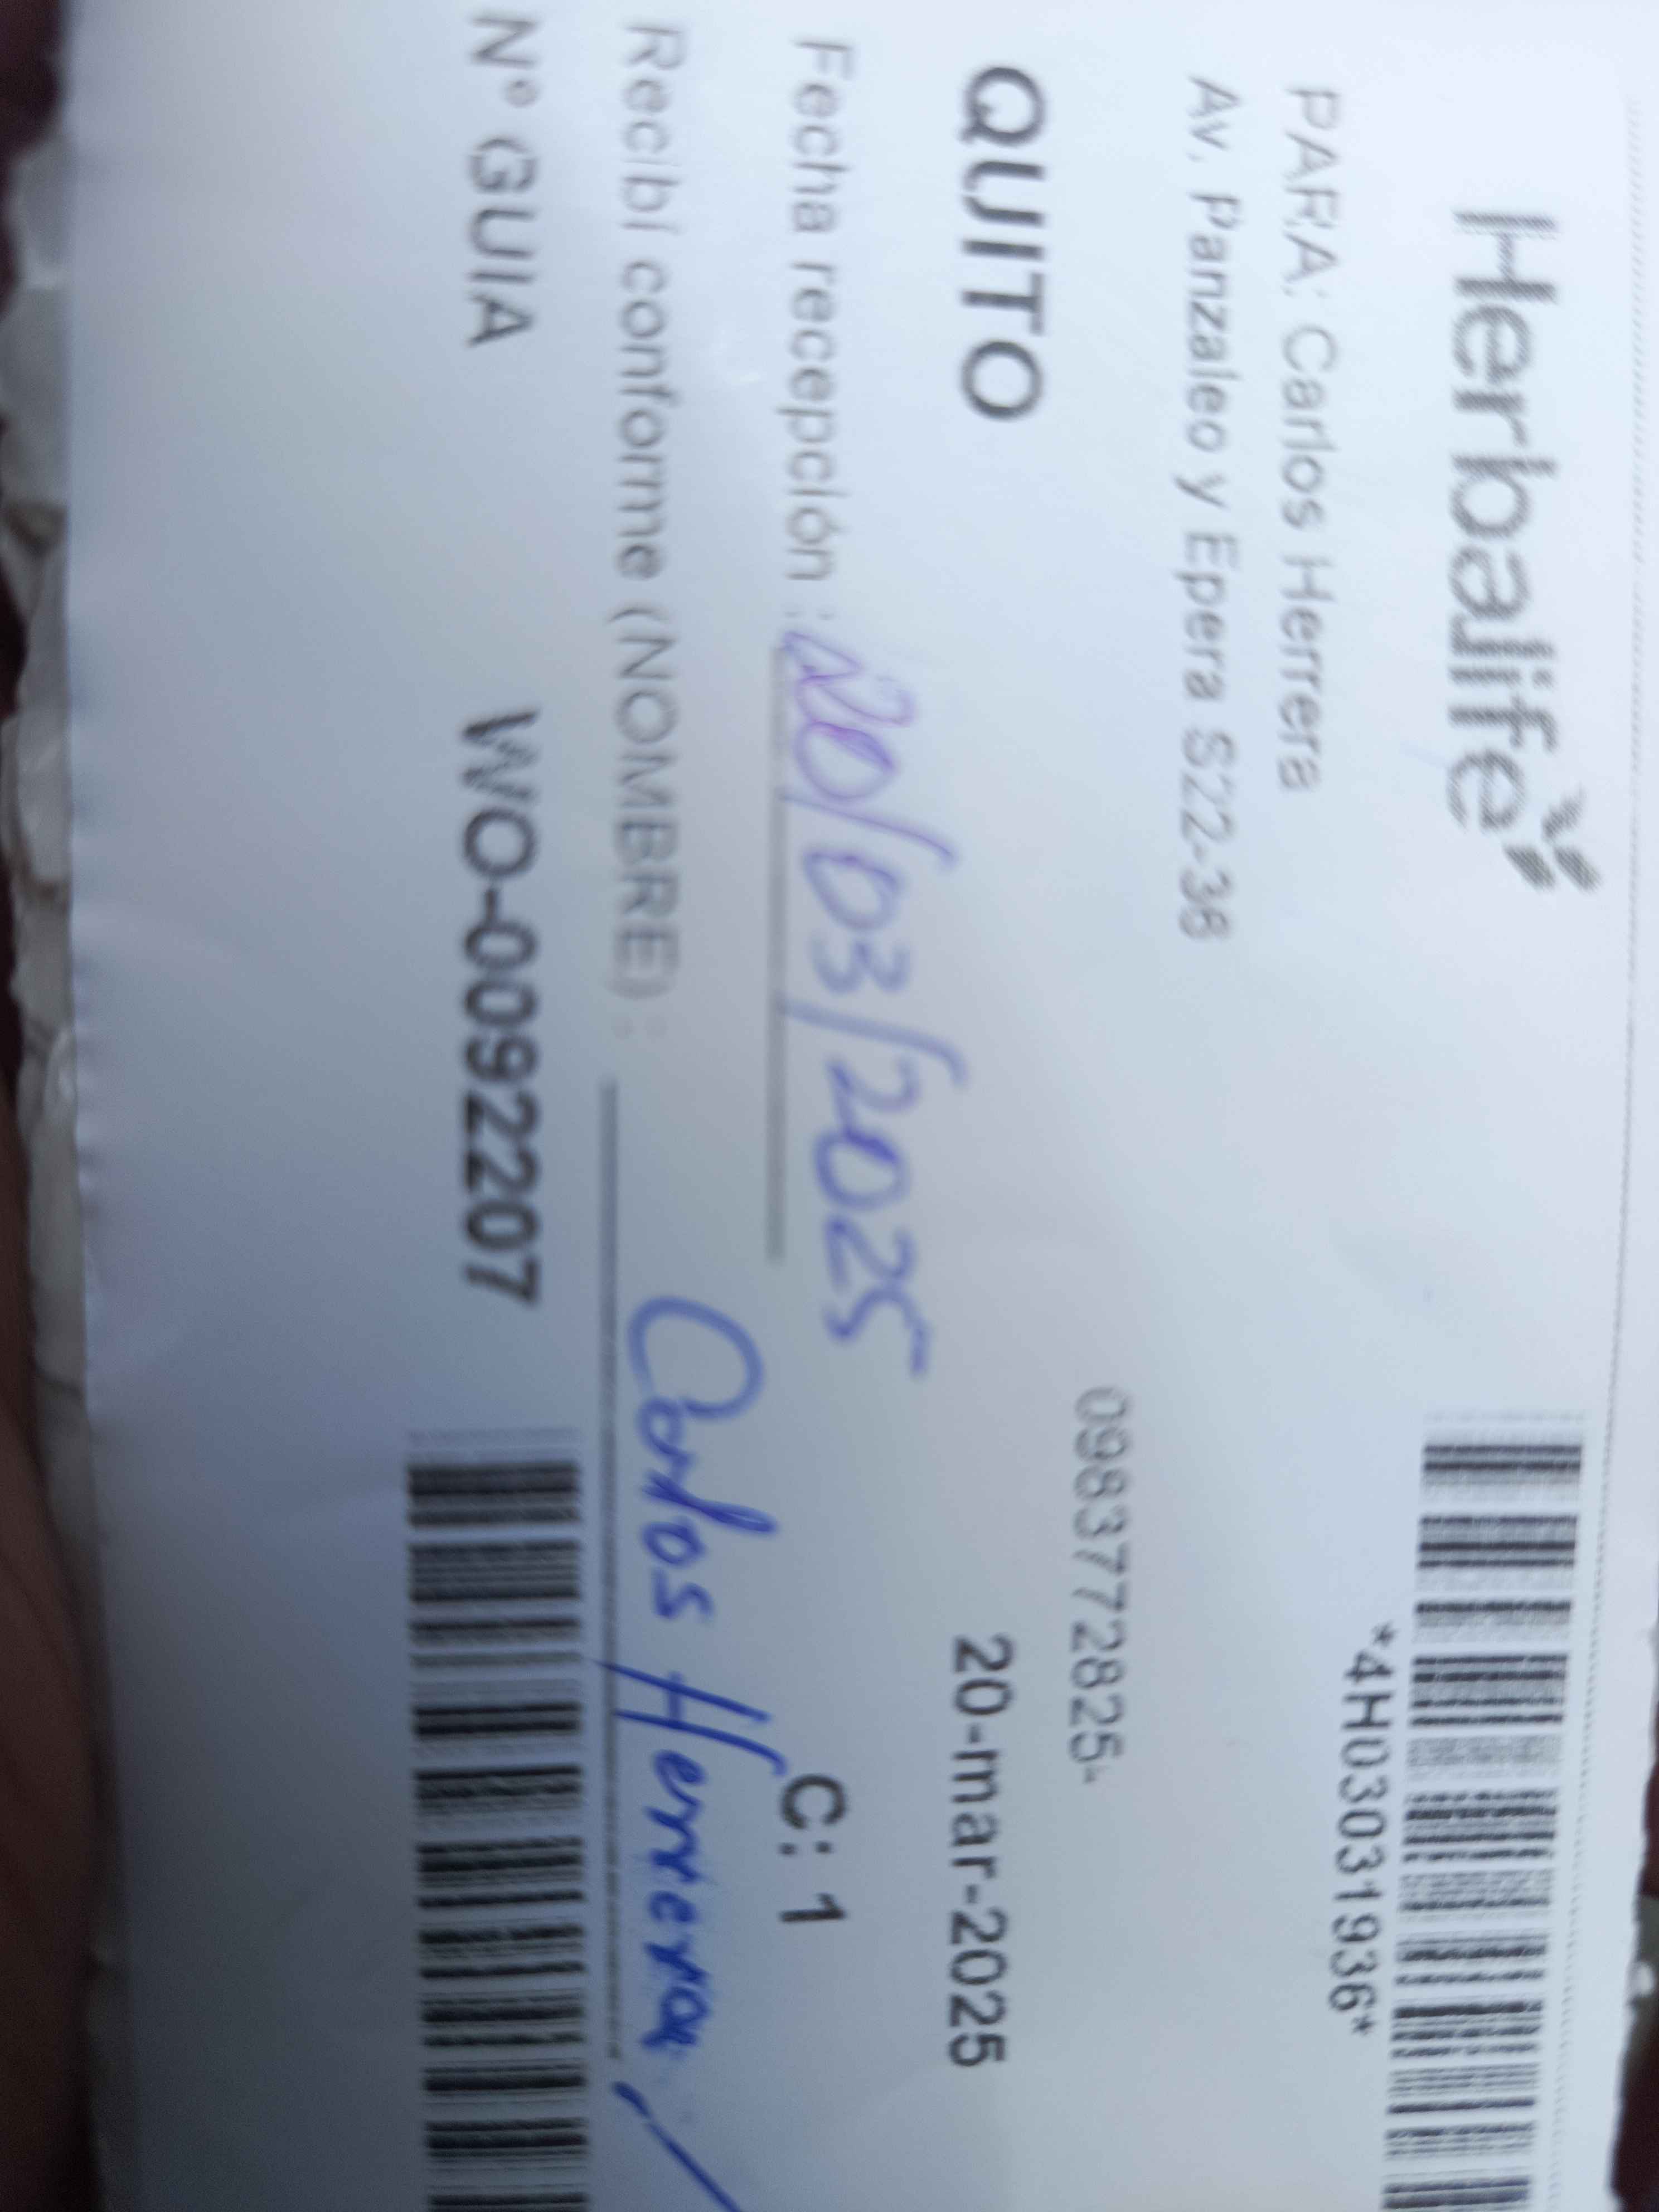 Herbalife
*4H03031936*
PARA: Carlos Herrera
Av. Panzaleo y Epera S22-38
0983772825-
QUITO 20-mar-2025
Fecha recepción : 20/03/2025 C: 1
Recibí conforme (NOMBRE) : Carlos Herrera
Nº GUIA WO-0092207